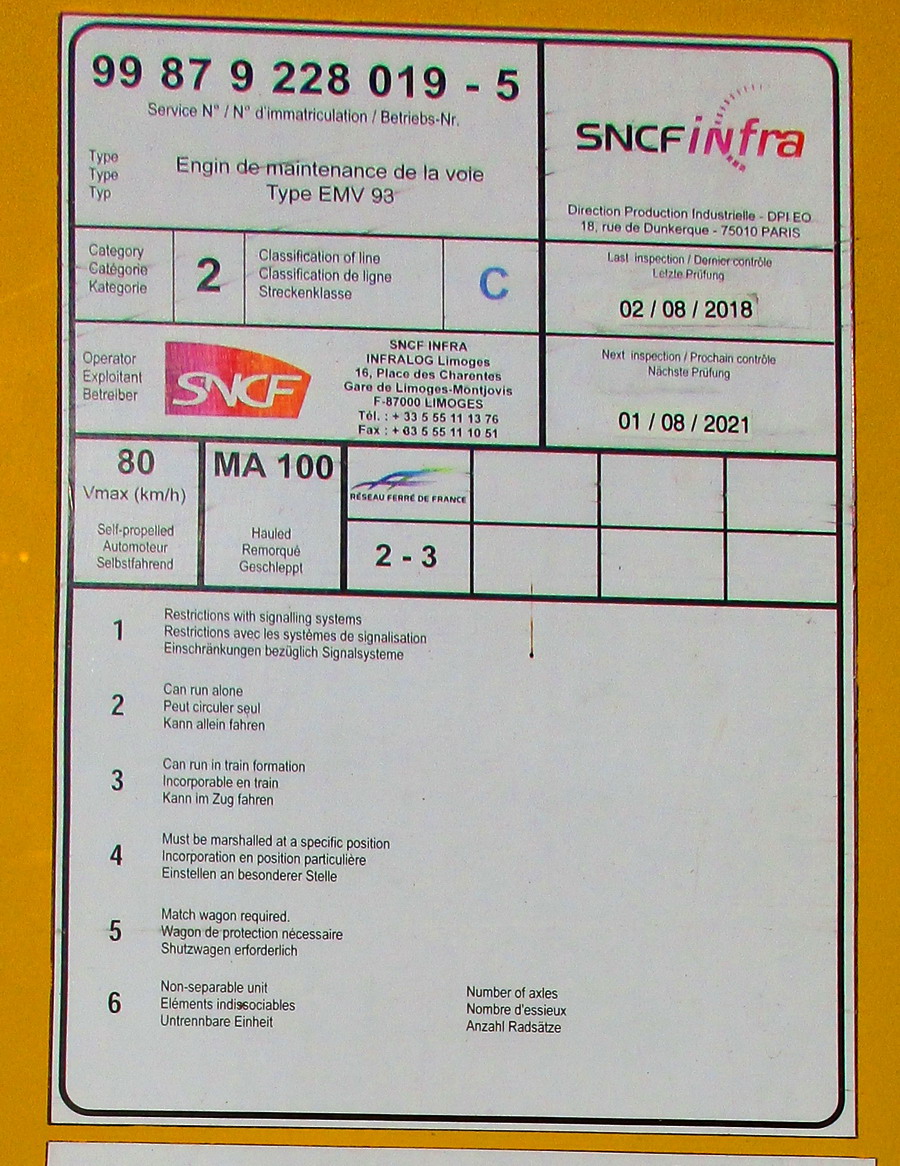 99 87 9 228 019 - 5
Service N° / N° d'immatriculation / Betriebs-Nr.
Type
Type
Typ
Engin de maintenance de la voie
Type EMV 93
SNCF infra
Direction Production Industrielle - DPI.EO
18, rue de Dunkerque - 75010 PARIS
Category
Catégorie
Kategorie
2
Classification of line
Classification de ligne
Streckenklasse
C
Last inspection / Dernier contrôle
Letzte Prüfung
02 / 08 / 2018
Operator
Exploitant
Betreiber
SNCF
SNCF INFRA
INFRALOG Limoges
16, Place des Charentes
Gare de Limoges-Montjovis
F-87000 LIMOGES
Tél. : + 33 5 55 11 13 76
Fax : + 33 5 55 11 10 51
Next inspection / Prochain contrôle
Nächste Prüfung
01 / 08 / 2021
80
Vmax (km/h)
Self-propelled
Automoteur
Selbstfahrend
MA 100
Hauled
Remorqué
Geschleppt
RÉSEAU FERRÉ DE FRANCE
2 - 3
1
Restrictions with signalling systems
Restrictions avec les systèmes de signalisation
Einschränkungen bezüglich Signalsysteme
2
Can run alone
Peut circuler seul
Kann allein fahren
3
Can run in train formation
Incorporable en train
Kann im Zug fahren
4
Must be marshalled at a specific position
Incorporation en position particulière
Einstellen an besonderer Stelle
5
Match wagon required.
Wagon de protection nécessaire
Shutzwagen erforderlich
6
Non-separable unit
Eléments indissociables
Untrennbare Einheit
Number of axles
Nombre d'essieux
Anzahl Radsätze